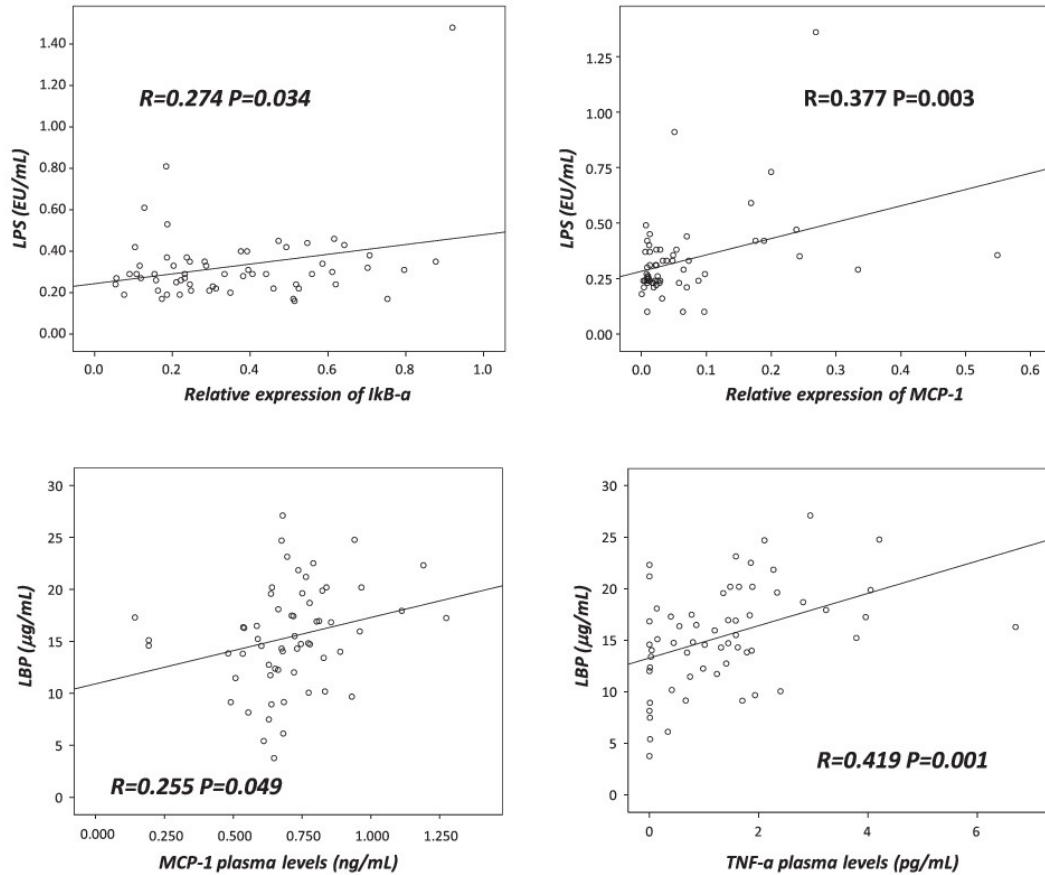 1.40
1.20
1.00
0.80
0.60
0.40
0.20
0.00
LPS (EU/mL)
R=0.274 P=0.034
0.0 0.2 0.4 0.6 0.8 1.0
Relative expression of IkB-a
1.25
1.00
0.75
0.50
0.25
0.00
LPS (EU/mL)
R=0.377 P=0.003
0.0 0.1 0.2 0.3 0.4 0.5 0.6
Relative expression of MCP-1
30
25
20
15
10
5
0
LBP (µg/mL)
R=0.255 P=0.049
0.000 0.250 0.500 0.750 1.000 1.250
MCP-1 plasma levels (ng/mL)
30
25
20
15
10
5
0
LBP (µg/mL)
R=0.419 P=0.001
0 2 4 6
TNF-a plasma levels (pg/mL)